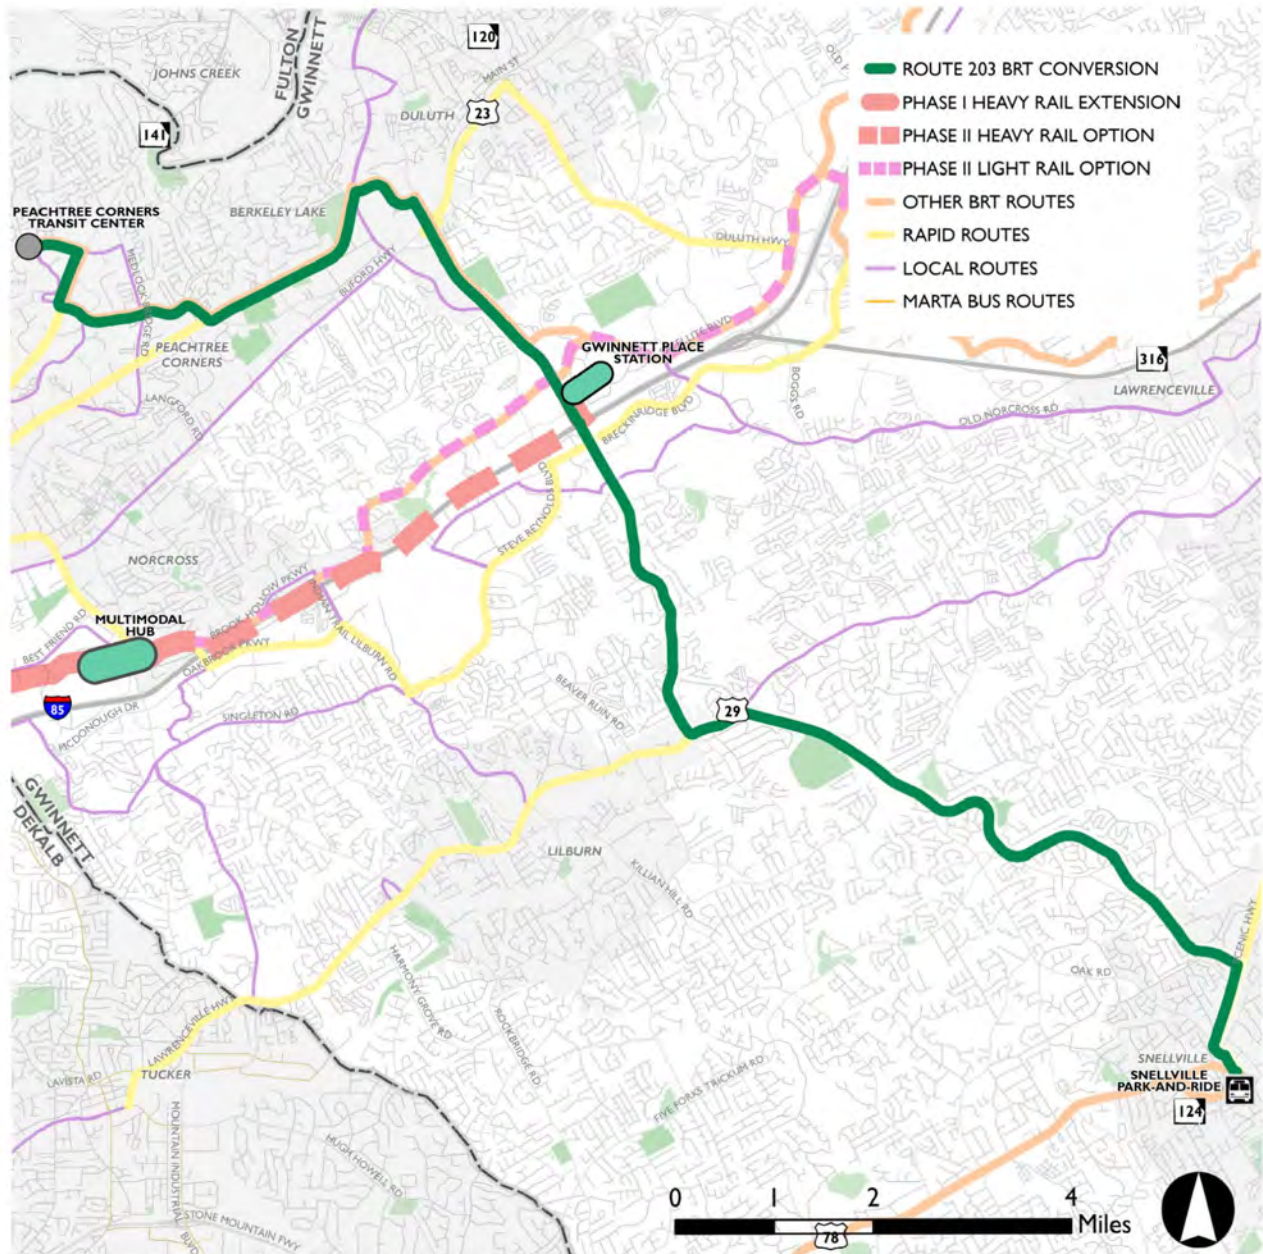 120
JOHNS CREEK
FULTON
GWINNETT
MAIN ST
141
DULUTH
23
ROUTE 203 BRT CONVERSION
PHASE I HEAVY RAIL EXTENSION
PHASE II HEAVY RAIL OPTION
PHASE II LIGHT RAIL OPTION
OTHER BRT ROUTES
RAPID ROUTES
LOCAL ROUTES
MARTA BUS ROUTES
PEACHTREE CORNERS
TRANSIT CENTER
BERKELEY LAKE
MEDLOCK BRIDGE RD
BUFORD HWY
DULUTH HWY
PEACHTREE
CORNERS
GWINNETT PLACE
STATION
BLVD
316
LAWRENCEVILLE
BOGGS RD
LANGFORD RD
BRECKINRIDGE BLVD
OLD NORCROSS RD
STEVE REYNOLDS BLVD
NORCROSS
BROOK HOLLOW PKWY
MULTIMODAL
HUB
BEST FRIEND RD
OAKBROOK PKWY
INDIAN TRAIL LILBURN RD
85
MCDONOUGH DR
SINGLETON RD
BEAVER RUIN RD
29
GWINNETT
DEKALB
LILBURN
KILLIAN HILL RD
HARMONY GROVE RD
ROCKBRIDGE RD
CENIC HWY
OAK RD
LAWRENCEVILLE HWY
LAVISTA RD
TUCKER
SNELLVILLE
SNELLVILLE
PARK-AND-RIDE
124
FIVE FORKS TRICKUM RD
MOUNTAIN INDUSTRIAL
BLVD
HUGH HOWELL RD
STONE MOUNTAIN FWY
0 1 2 4
Miles
78